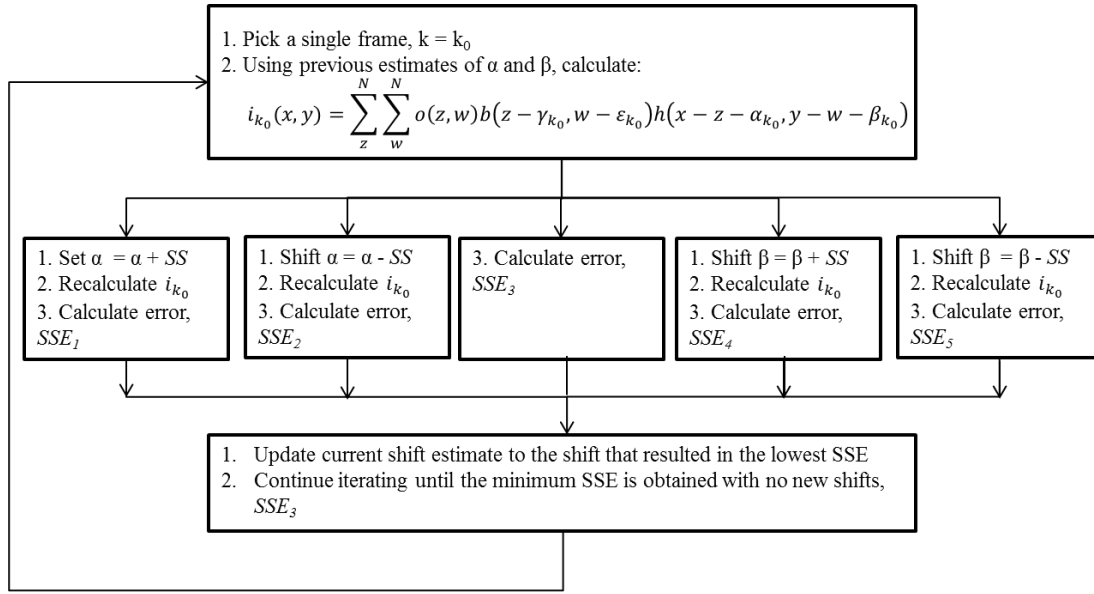 1. Pick a single frame, k = k₀
2. Using previous estimates of α and β, calculate:
i_{k₀}(x, y) = ∑_{z}^{N} ∑_{w}^{N} o(z, w)b(z − γ_{k₀}, w − ε_{k₀})h(x − z − α_{k₀}, y − w − β_{k₀})
1. Set α = α + SS
2. Recalculate i_{k₀}
3. Calculate error,
SSE₁
1. Shift α = α - SS
2. Recalculate i_{k₀}
3. Calculate error,
SSE₂
3. Calculate error,
SSE₃
1. Shift β = β + SS
2. Recalculate i_{k₀}
3. Calculate error,
SSE₄
1. Shift β = β - SS
2. Recalculate i_{k₀}
3. Calculate error,
SSE₅
1. Update current shift estimate to the shift that resulted in the lowest SSE
2. Continue iterating until the minimum SSE is obtained with no new shifts,
SSE₃